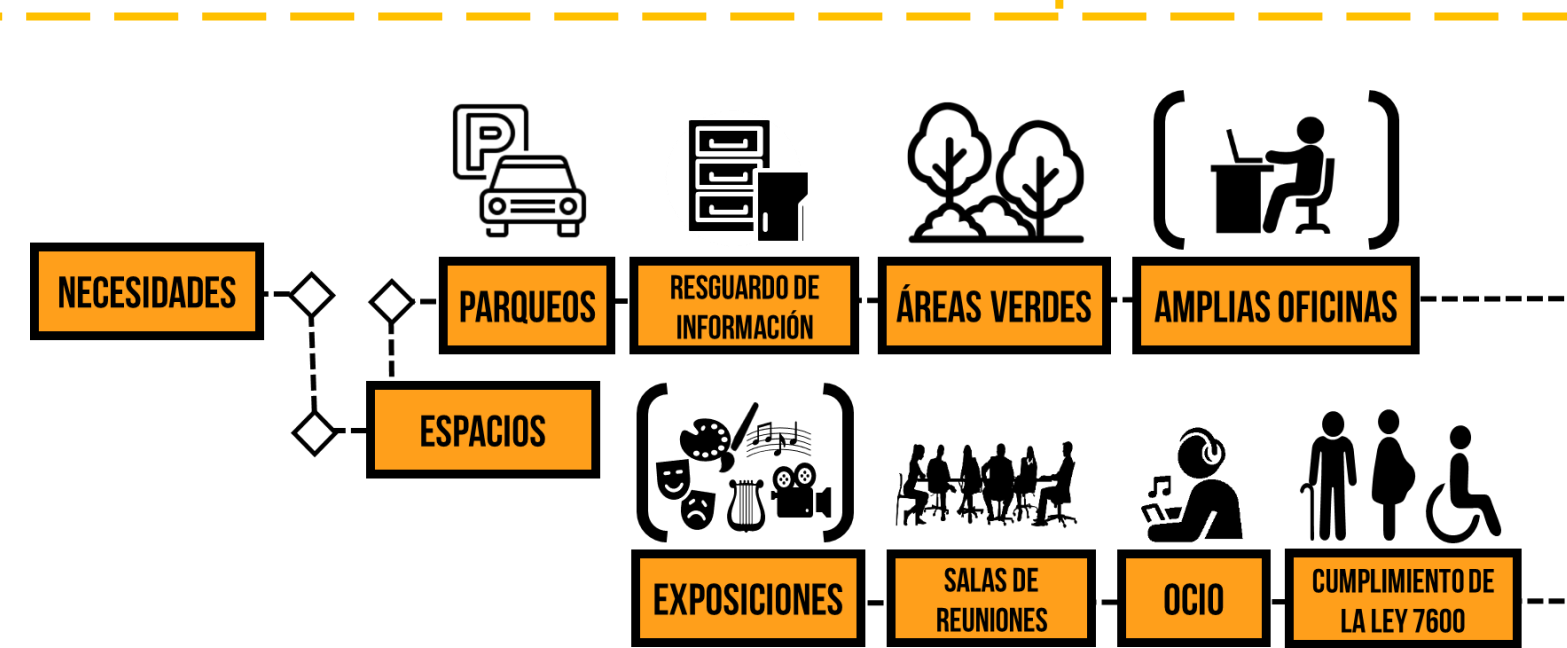 P
NECESIDADES
ESPACIOS
PARQUEOS
RESGUARDO DE
INFORMACIÓN
ÁREAS VERDES
AMPLIAS OFICINAS
EXPOSICIONES
SALAS DE
REUNIONES
OCIO
CUMPLIMIENTO DE
LA LEY 7600